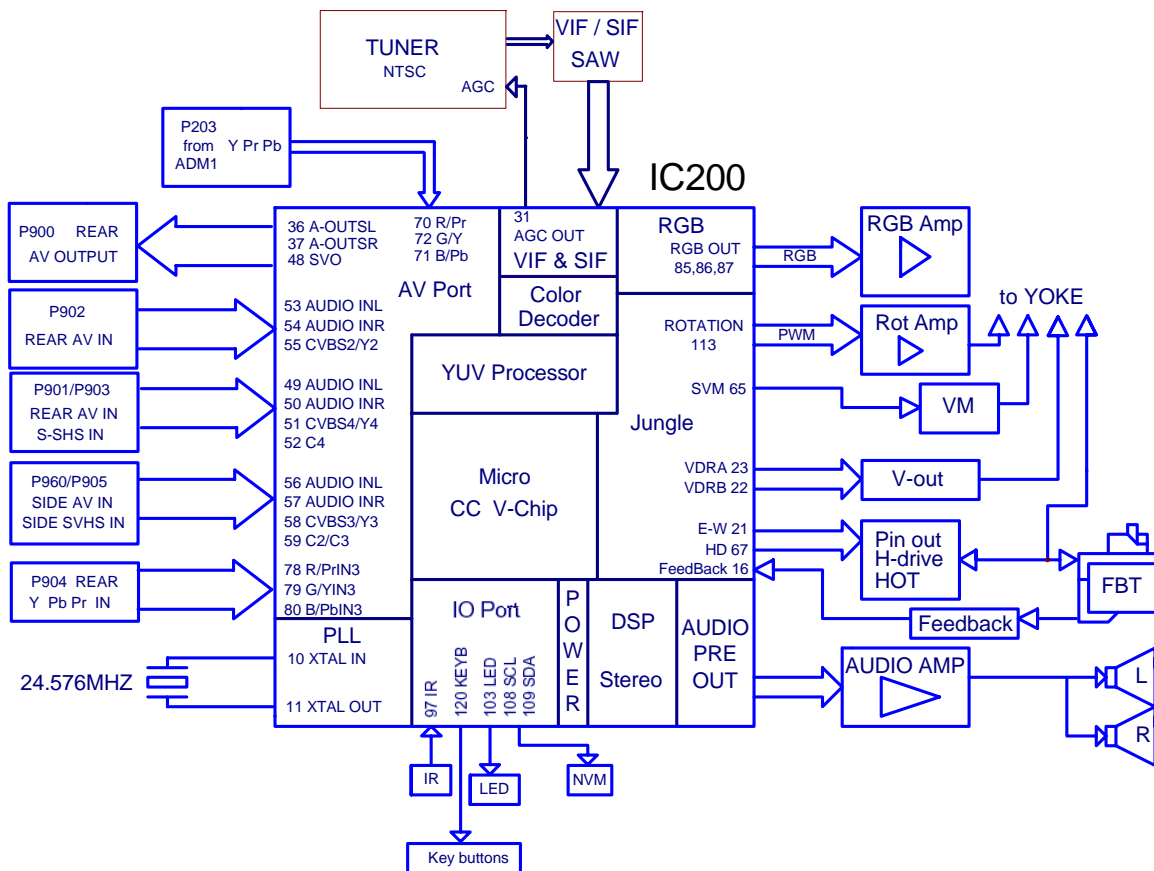 TUNER
NTSC
AGC
VIF / SIF
SAW
P203
from
ADM1
Y Pr Pb
IC200
P900 REAR
AV OUTPUT
36 A-OUTSL
37 A-OUTSR
48 SVO
70 R/Pr
72 G/Y
71 B/Pb
AV Port
31
AGC OUT
VIF & SIF
RGB
RGB OUT
85,86,87
RGB
RGB Amp
P902
REAR AV IN
53 AUDIO INL
54 AUDIO INR
55 CVBS2/Y2
Color
Decoder
ROTATION
113
PWM
Rot Amp
to YOKE
YUV Processor
P901/P903
REAR AV IN
S-SHS IN
49 AUDIO INL
50 AUDIO INR
51 CVBS4/Y4
52 C4
SVM 65
VM
Jungle
Micro
CC V-Chip
P960/P905
SIDE AV IN
SIDE SVHS IN
56 AUDIO INL
57 AUDIO INR
58 CVBS3/Y3
59 C2/C3
VDRA 23
VDRB 22
V-out
E-W 21
HD 67
FeedBack 16
Pin out
H-drive
HOT
FBT
Feedback
P904 REAR
Y Pb Pr IN
78 R/PrIN3
79 G/YIN3
80 B/PbIN3
PLL
10 XTAL IN
11 XTAL OUT
24.576MHZ
IO Port
97 IR
120 KEYB
103 LED
108 SCL
109 SDA
POWER
DSP
Stereo
AUDIO
PRE
OUT
AUDIO AMP
L
R
IR
LED
NVM
Key buttons